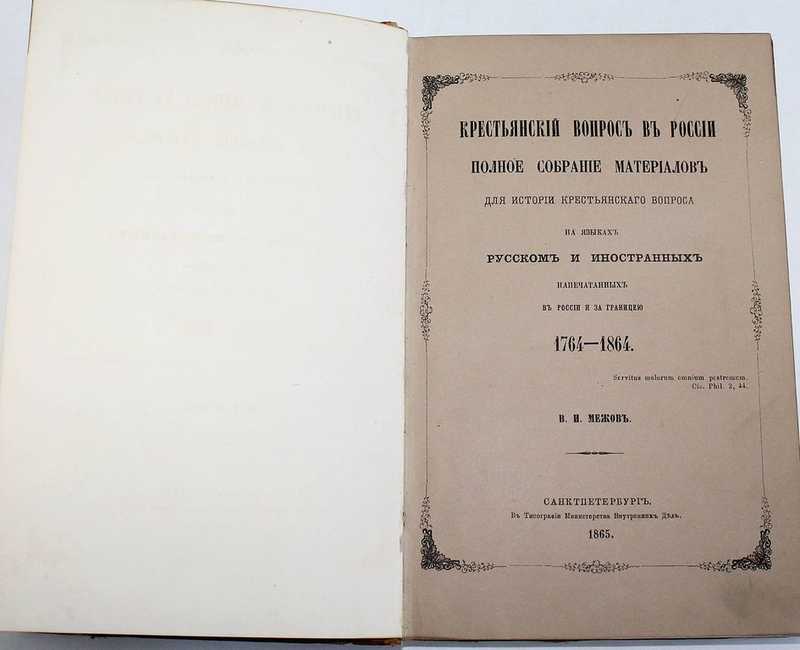 КРЕСТЬЯНСКІЙ ВОПРОСЪ ВЪ РОССІИ
ПОЛНОЕ СОБРАНІЕ МАТЕРІАЛОВЪ
ДЛЯ ИСТОРІИ КРЕСТЬЯНСКАГО ВОПРОСА
НА ЯЗЫКАХЪ
РУССКОМЪ И ИНОСТРАННЫХЪ
НАПЕЧАТАННЫХЪ
ВЪ РОССІИ И ЗА ГРАНИЦЕЮ
1764—1864.
Servitus malorum omnium postremum.
Cic. Phil. 2, 44.
В. И. МЕЖОВЪ.
САНКТПЕТЕРБУРГЪ.
Въ Типографіи Министерства Внутреннихъ Дѣлъ.
1865.